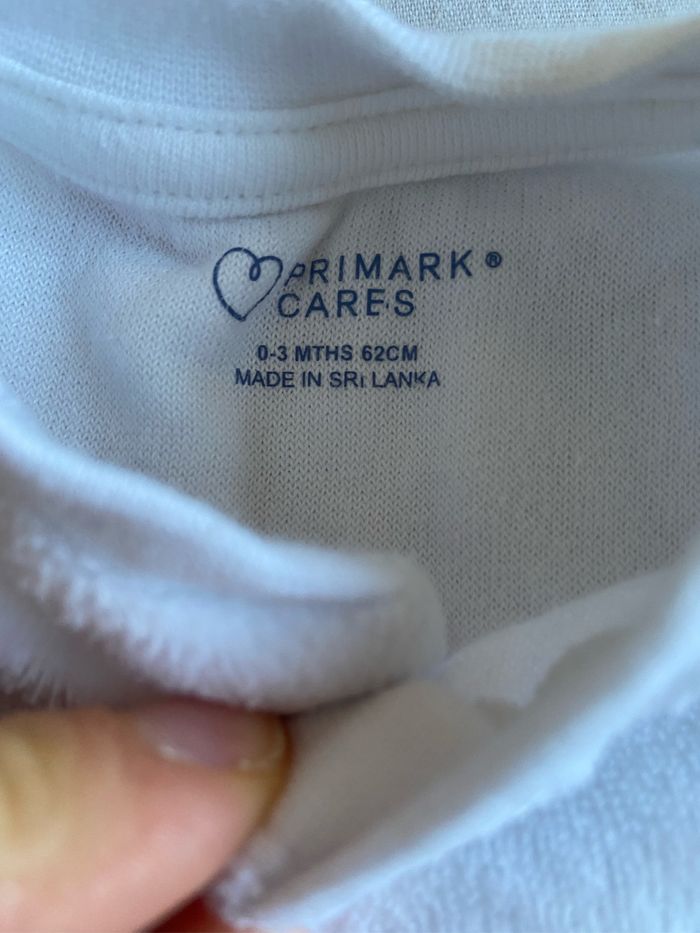 PRIMARK®
CARES
0-3 MTHS 62CM
MADE IN SRI LANKA